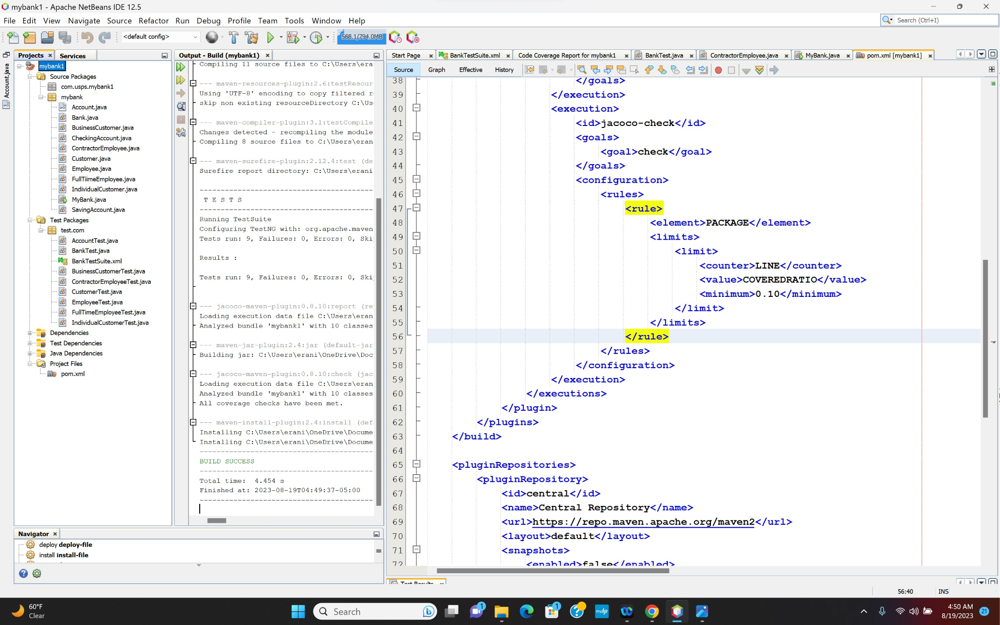 mybank1 - Apache NetBeans IDE 12.5
File Edit View Navigate Source Refactor Run Debug Profile Team Tools Window Help
Search (Ctrl+I)
<default config>
568.1/794.0MB
Account.java
Projects
Services
mybank1
Source Packages
com.usps.mybank1
mybank
Account.java
Bank.java
BusinessCustomer.java
CheckingAccount.java
ContractorEmployee.java
Customer.java
Employee.java
FullTiimeEmployee.java
IndividualCustomer.java
MyBank.java
SavingAccount.java
Test Packages
test.com
AccountTest.java
BankTest.java
BankTestSuite.xml
BusinessCustomerTest.java
ContractorEmployeeTest.java
CustomerTest.java
EmployeeTest.java
FullTimeEmployeeTest.java
IndividualCustomerTest.java
Dependencies
Test Dependencies
Java Dependencies
Project Files
pom.xml
Output - Build (mybank1)
Compiling 11 source files to C:\Users\era
--- maven-resources-plugin:2.6:testResour
Using 'UTF-8' encoding to copy filtered r
skip non existing resourceDirectory C:\Us
--- maven-compiler-plugin:3.1:testCompile
Changes detected - recompiling the module
Compiling 8 source files to C:\Users\eran
--- maven-surefire-plugin:2.12.4:test (de
Surefire report directory: C:\Users\erani
-----------------------------------------
T E S T S
-----------------------------------------
Running TestSuite
Configuring TestNG with: org.apache.maven
Tests run: 9, Failures: 0, Errors: 0, Ski
Results :
Tests run: 9, Failures: 0, Errors: 0, Ski
--- jacoco-maven-plugin:0.8.10:report (re
Loading execution data file C:\Users\eran
Analyzed bundle 'mybank1' with 10 classes
--- maven-jar-plugin:2.4:jar (default-jar
Building jar: C:\Users\erani\OneDrive\Doc
--- jacoco-maven-plugin:0.8.10:check (jac
Loading execution data file C:\Users\eran
Analyzed bundle 'mybank1' with 10 classes
All coverage checks have been met.
--- maven-install-plugin:2.4:install (def
Installing C:\Users\erani\OneDrive\Docume
Installing C:\Users\erani\OneDrive\Docume
-----------------------------------------
BUILD SUCCESS
-----------------------------------------
Total time: 4.454 s
Finished at: 2023-08-19T04:49:37-05:00
-----------------------------------------
Navigator
deploy deploy-file
install install-file
Start Page
BankTestSuite.xml
Code Coverage Report for mybank1
BankTest.java
ContractorEmployee.java
MyBank.java
pom.xml [mybank1]
Source Graph Effective History
38 </goals>
39 </execution>
40 <execution>
41 <id>jacoco-check</id>
42 <goals>
43 <goal>check</goal>
44 </goals>
45 <configuration>
46 <rules>
47 <rule>
48 <element>PACKAGE</element>
49 <limits>
50 <limit>
51 <counter>LINE</counter>
52 <value>COVEREDRATIO</value>
53 <minimum>0.10</minimum>
54 </limit>
55 </limits>
56 </rule>
57 </rules>
58 </configuration>
59 </execution>
60 </executions>
61 </plugin>
62 </plugins>
63 </build>
64
65 <pluginRepositories>
66 <pluginRepository>
67 <id>central</id>
68 <name>Central Repository</name>
69 <url>https://repo.maven.apache.org/maven2</url>
70 <layout>default</layout>
71 <snapshots>
72 <enabled>false</enabled>
Test Results
56:40 INS
60°F
Clear
Search
1
1
myhp
4:50 AM
8/19/2023
21